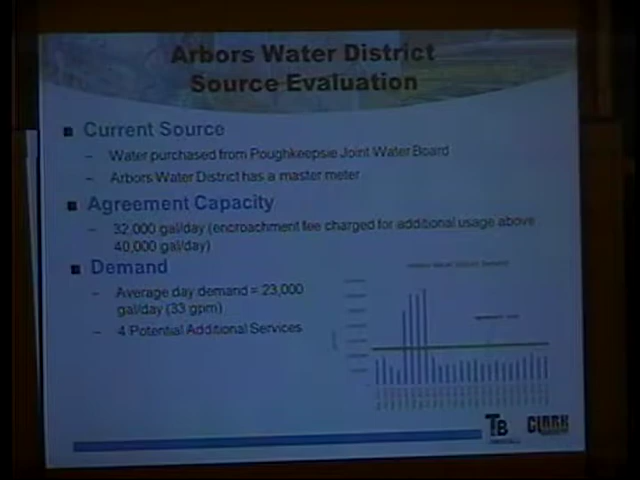 Arbors Water District
Source Evaluation
Current Source
– Water purchased from Poughkeepsie Joint Water Board
– Arbors Water District has a master meter
Agreement Capacity
– 32,000 gal/day (encroachment fee charged for additional usage above
40,000 gal/day)
Demand
– Average day demand = 23,000
gal/day (33 gpm)
– 4 Potential Additional Services
TB
CLARK